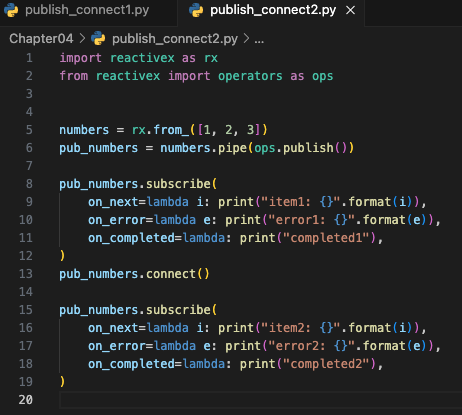 publish_connect1.py publish_connect2.py ×
Chapter04 > publish_connect2.py > ...
1 import reactivex as rx
2 from reactivex import operators as ops
3
4
5 numbers = rx.from_([1, 2, 3])
6 pub_numbers = numbers.pipe(ops.publish())
7
8 pub_numbers.subscribe(
9     on_next=lambda i: print("item1: {}".format(i)),
10     on_error=lambda e: print("error1: {}".format(e)),
11     on_completed=lambda: print("completed1"),
12 )
13 pub_numbers.connect()
14
15 pub_numbers.subscribe(
16     on_next=lambda i: print("item2: {}".format(i)),
17     on_error=lambda e: print("error2: {}".format(e)),
18     on_completed=lambda: print("completed2"),
19 )
20